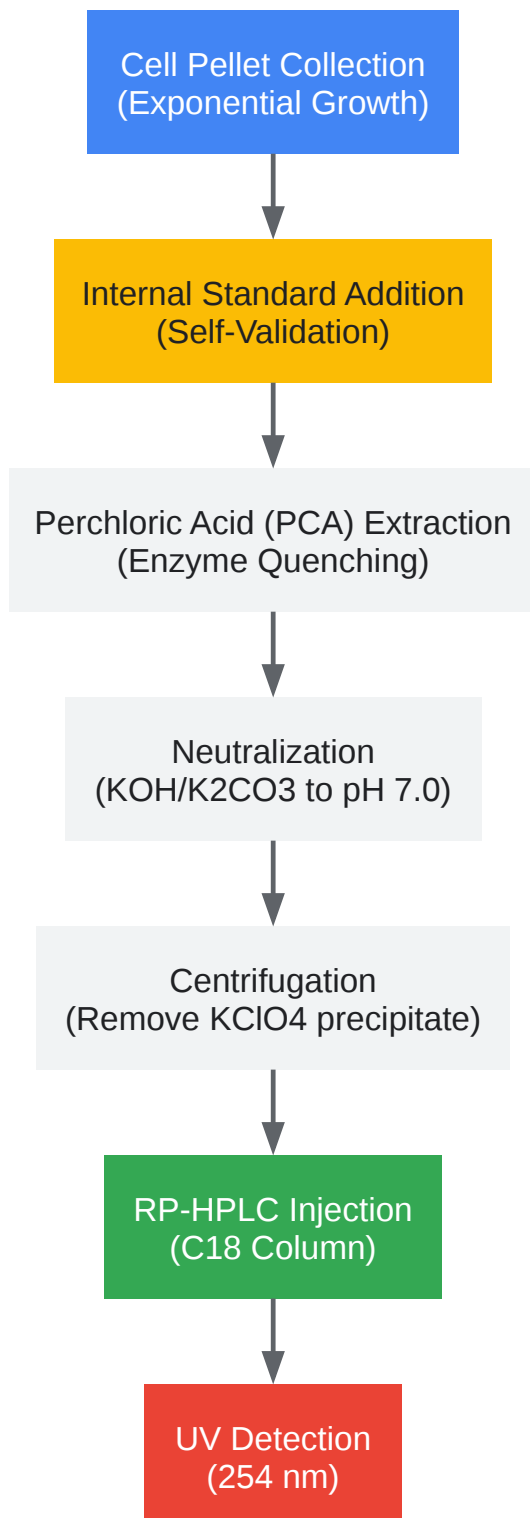 Cell Pellet Collection
(Exponential Growth)
Internal Standard Addition
(Self-Validation)
Perchloric Acid (PCA) Extraction
(Enzyme Quenching)
Neutralization
(KOH/K2CO3 to pH 7.0)
Centrifugation
(Remove KClO4 precipitate)
RP-HPLC Injection
(C18 Column)
UV Detection
(254 nm)